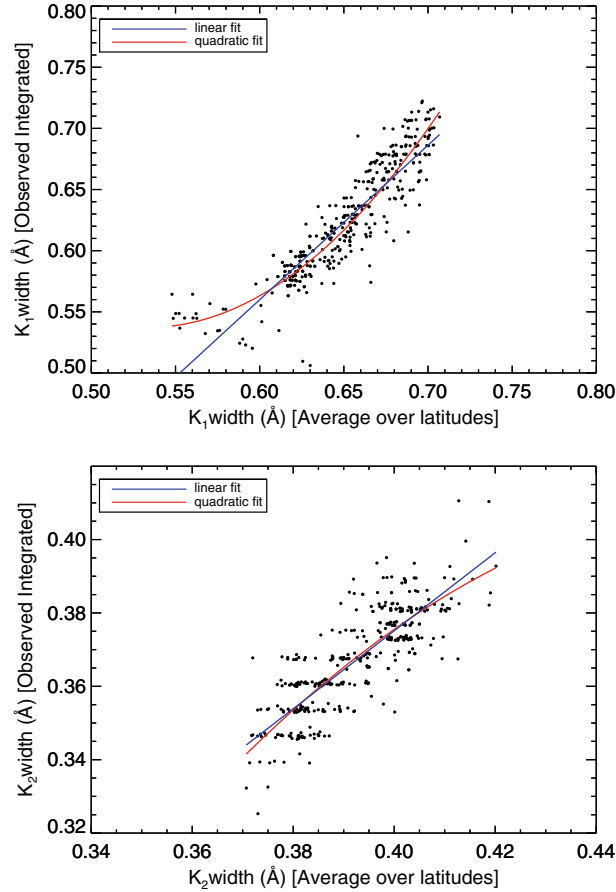 0.80
0.75
0.70
0.65
0.60
0.55
0.50
K₁width (Å) [Observed Integrated]
linear fit
quadratic fit
0.50 0.55 0.60 0.65 0.70 0.75 0.80
K₁width (Å) [Average over latitudes]
0.40
0.38
0.36
0.34
0.32
K₂width (Å) [Observed Integrated]
linear fit
quadratic fit
0.34 0.36 0.38 0.40 0.42 0.44
K₂width (Å) [Average over latitudes]